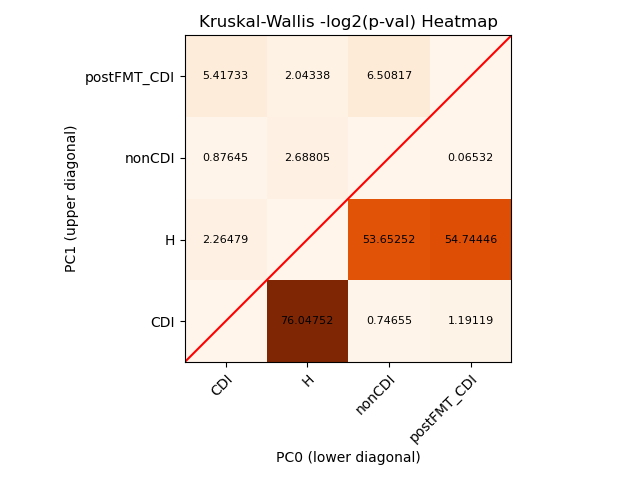 Kruskal-Wallis -log2(p-val) Heatmap
PC1 (upper diagonal)
postFMT_CDI
5.41733 2.04338 6.50817
nonCDI
0.87645 2.68805 0.06532
H
2.26479 53.65252 54.74446
CDI
76.04752 0.74655 1.19119
CDI H nonCDI postFMT_CDI
PC0 (lower diagonal)